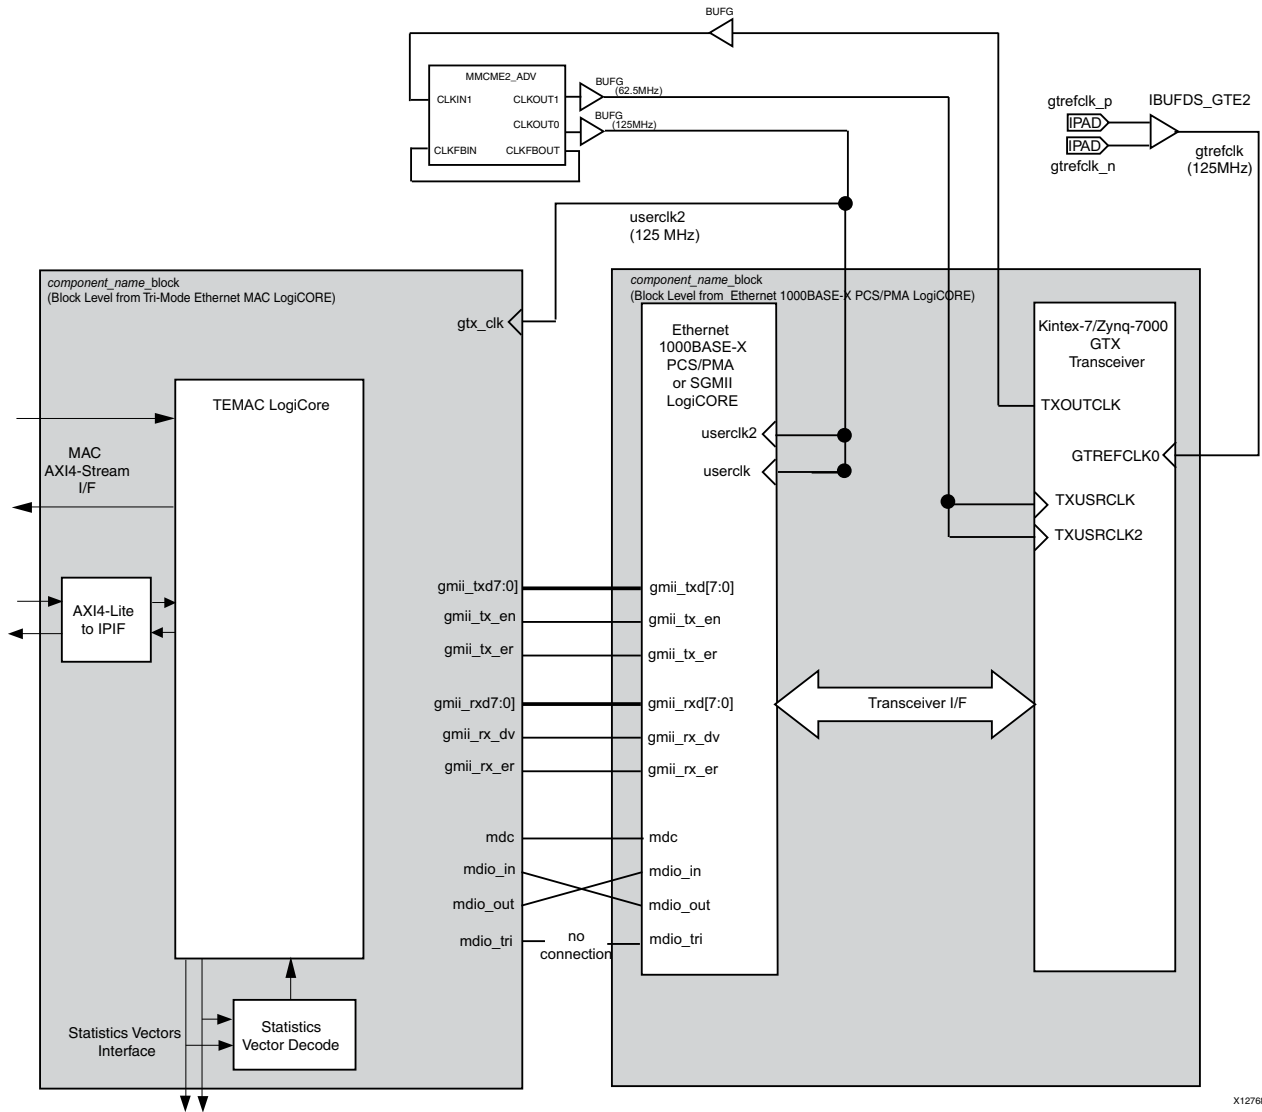 BUFG
MMCME2_ADV
CLKIN1
CLKOUT1
CLKOUT0
CLKFBIN
CLKFBOUT
BUFG
(62.5MHz)
BUFG
(125MHz)
gtrefclk_p
IBUFDS_GTE2
IPAD
IPAD
gtrefclk_n
gtrefclk
(125MHz)
userclk2
(125 MHz)
component_name_block
(Block Level from Tri-Mode Ethernet MAC LogiCORE)
gtx_clk
TEMAC LogiCore
MAC
AXI4-Stream
I/F
AXI4-Lite
to IPIF
gmii_txd7:0]
gmii_tx_en
gmii_tx_er
gmii_rxd7:0]
gmii_rx_dv
gmii_rx_er
mdc
mdio_in
mdio_out
mdio_tri
no
connection
Statistics Vectors
Interface
Statistics
Vector Decode
component_name_block
(Block Level from Ethernet 1000BASE-X PCS/PMA LogiCORE)
Ethernet
1000BASE-X
PCS/PMA
or SGMII
LogiCORE
userclk2
userclk
gmii_txd[7:0]
gmii_tx_en
gmii_tx_er
gmii_rxd[7:0]
gmii_rx_dv
gmii_rx_er
mdc
mdio_in
mdio_out
mdio_tri
Transceiver I/F
Kintex-7/Zynq-7000
GTX
Transceiver
TXOUTCLK
GTREFCLK0
TXUSRCLK
TXUSRCLK2